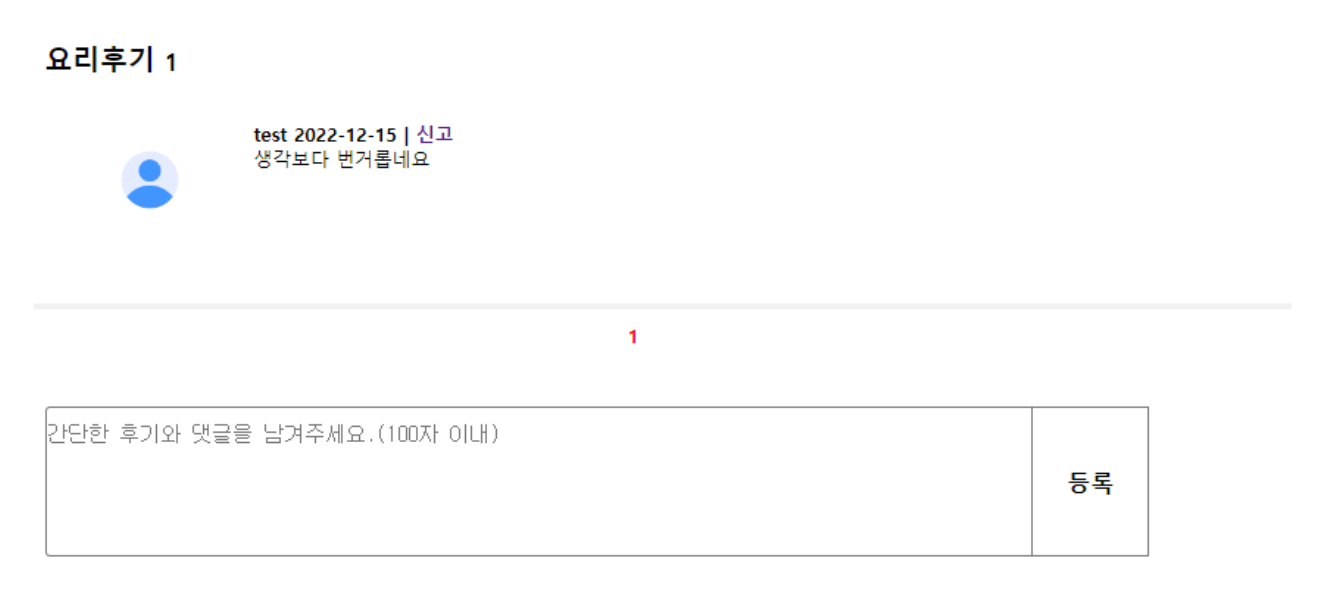 요리후기 1
test 2022-12-15 | 신고
생각보다 번거롭네요
1
간단한 후기와 댓글을 남겨주세요.(100자 이내)
등록